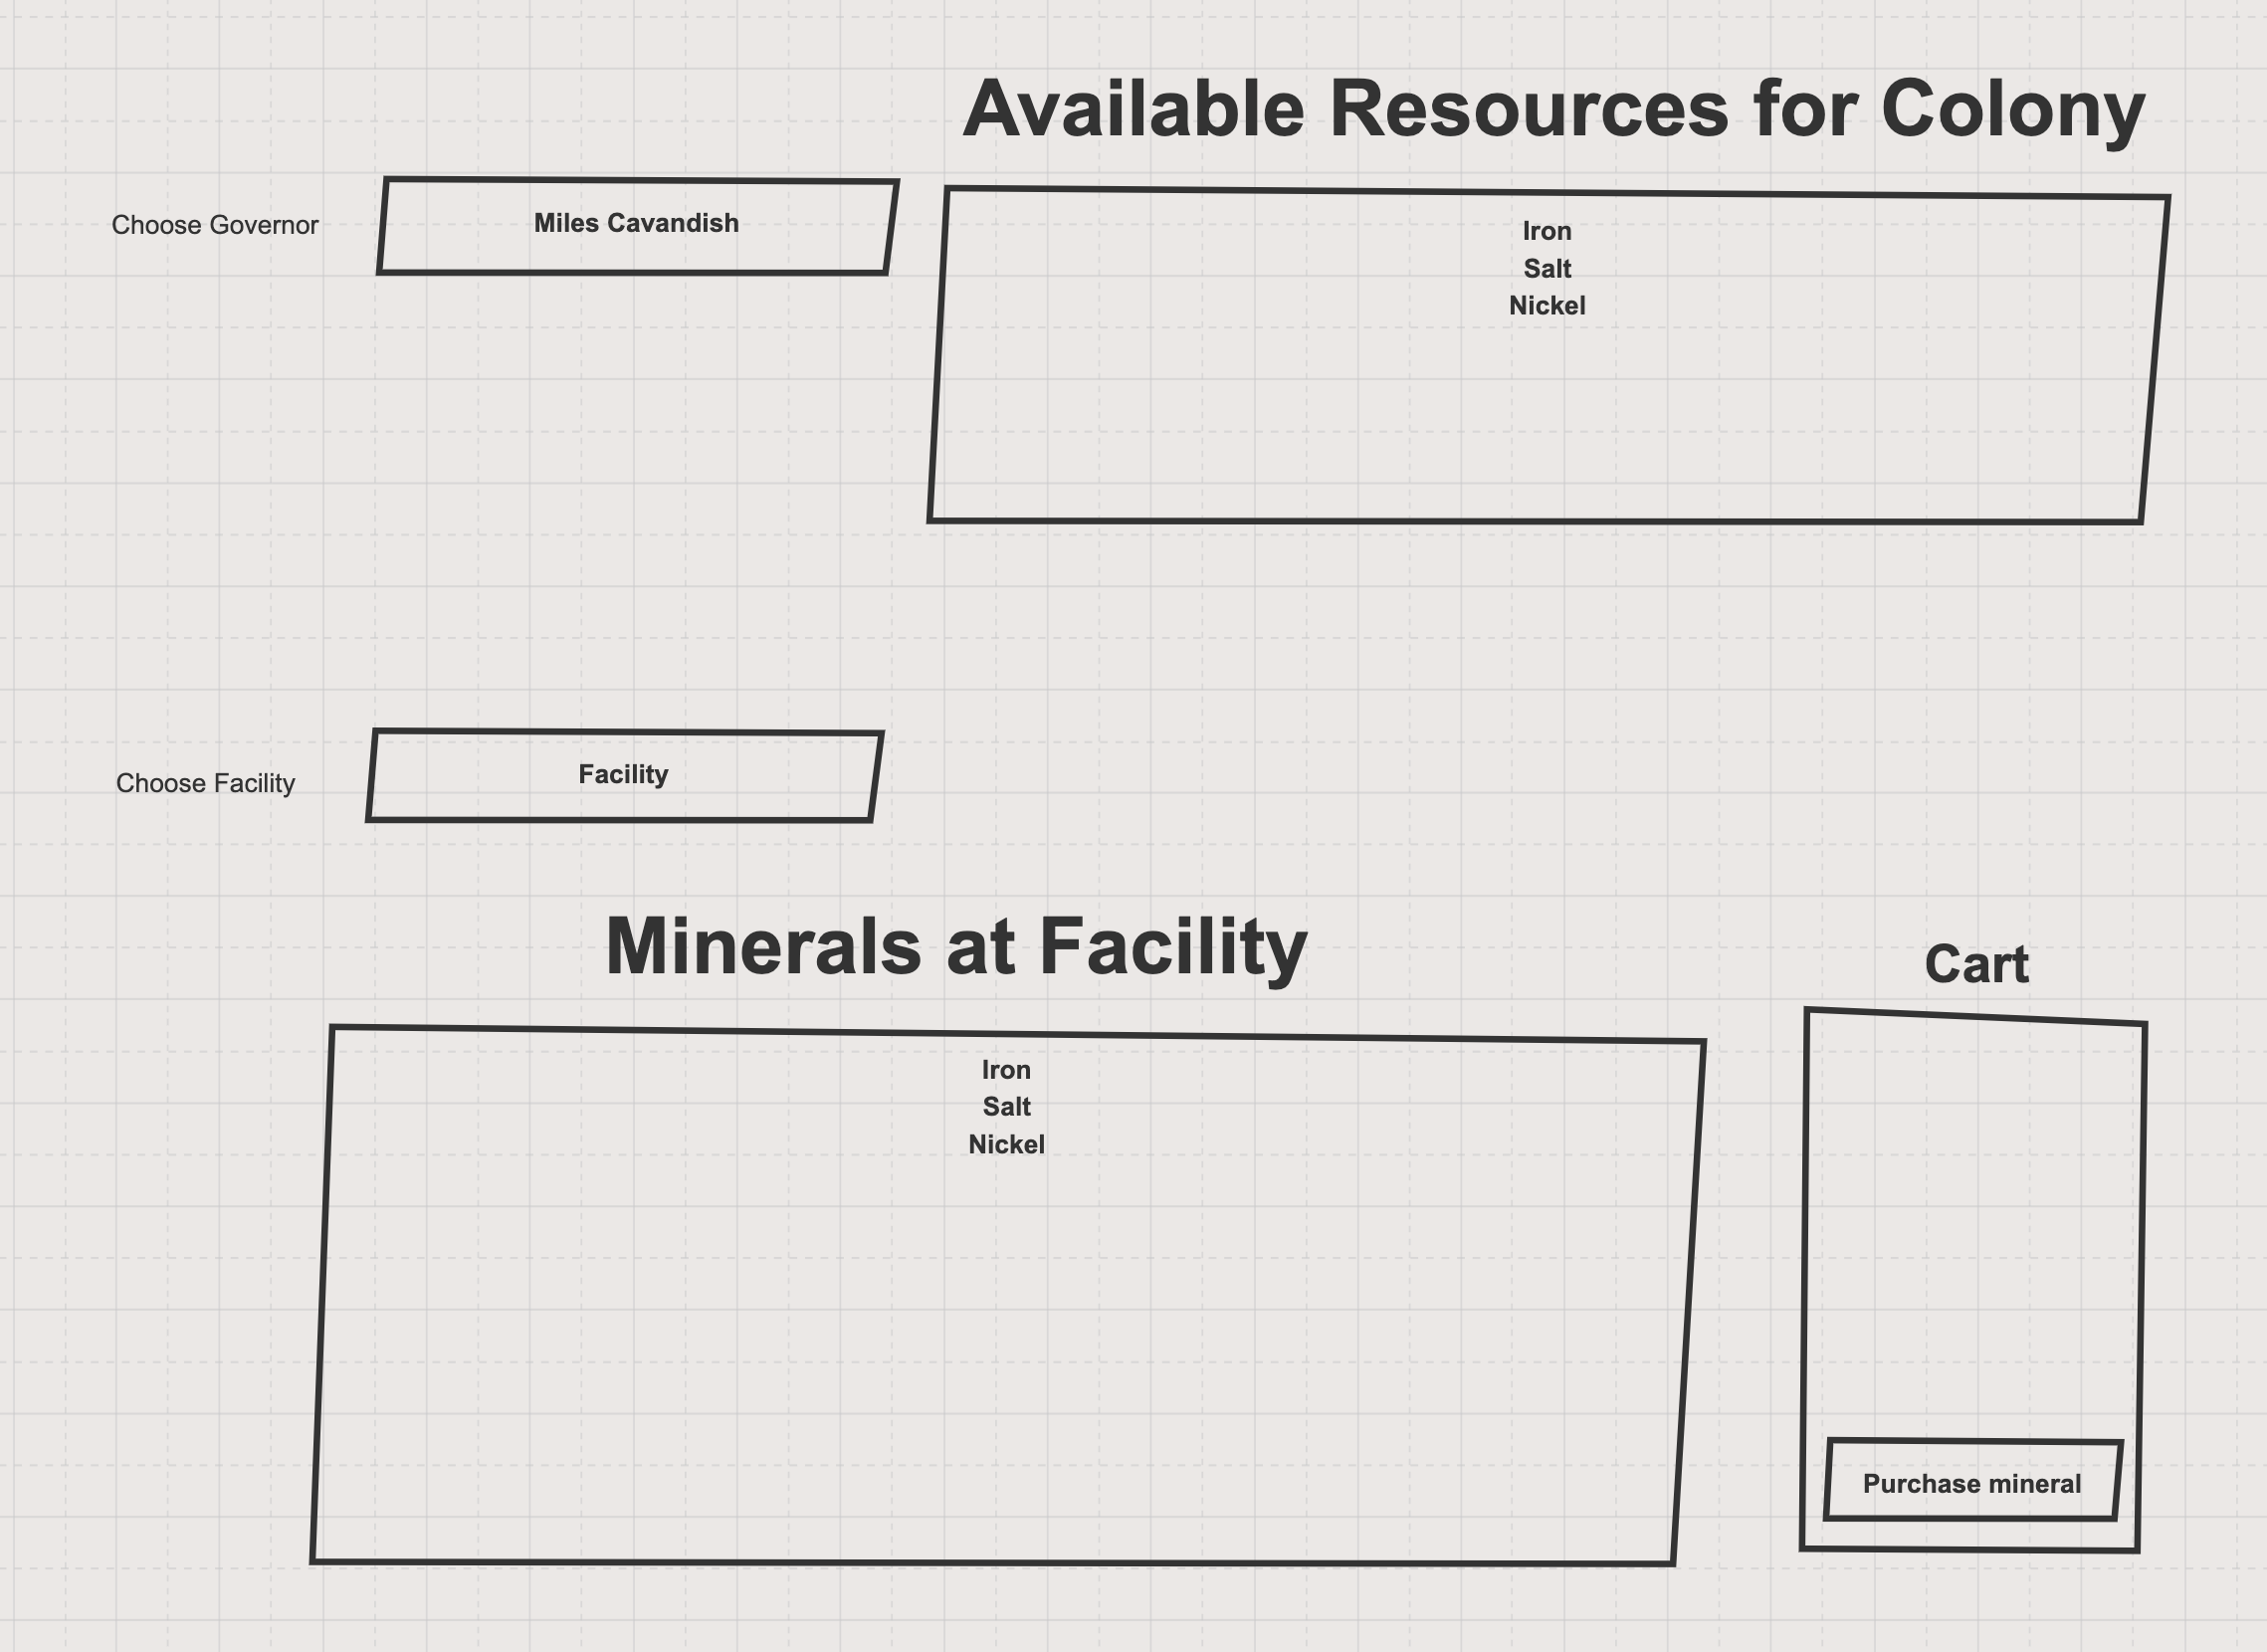 Available Resources for Colony
Choose Governor
Miles Cavandish
Iron
Salt
Nickel
Choose Facility
Facility
Minerals at Facility
Cart
Iron
Salt
Nickel
Purchase mineral